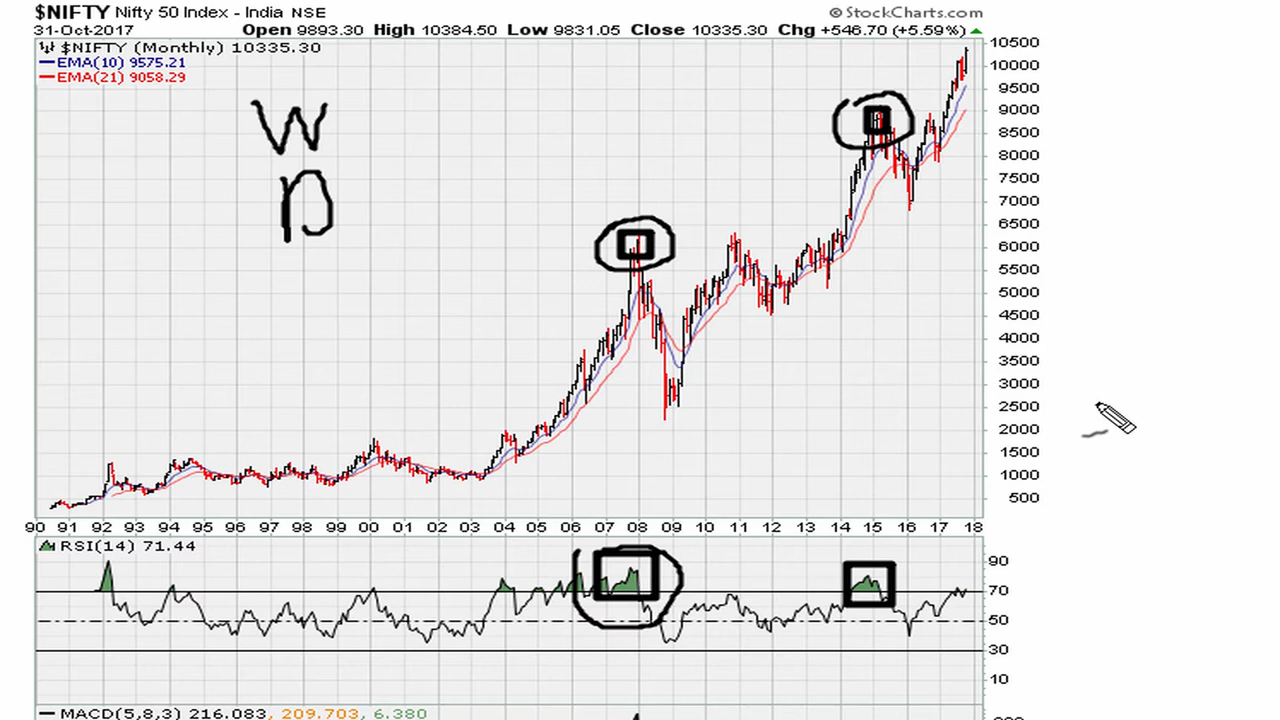 $NIFTY Nifty 50 Index - India NSE © StockCharts.com
31-Oct-2017 Open 9893.30 High 10384.50 Low 9831.05 Close 10335.30 Chg +546.70 (+5.59%)
$NIFTY (Monthly) 10335.30
EMA(10) 9575.21
EMA(21) 9058.29
W
D
10500
10000
9500
9000
8500
8000
7500
7000
6500
6000
5500
5000
4500
4000
3500
3000
2500
2000
1500
1000
500
90 91 92 93 94 95 96 97 98 99 00 01 02 03 04 05 06 07 08 09 10 11 12 13 14 15 16 17 18
RSI(14) 71.44
90
70
50
30
10
MACD(5,8,3) 216.083, 209.703, 6.380